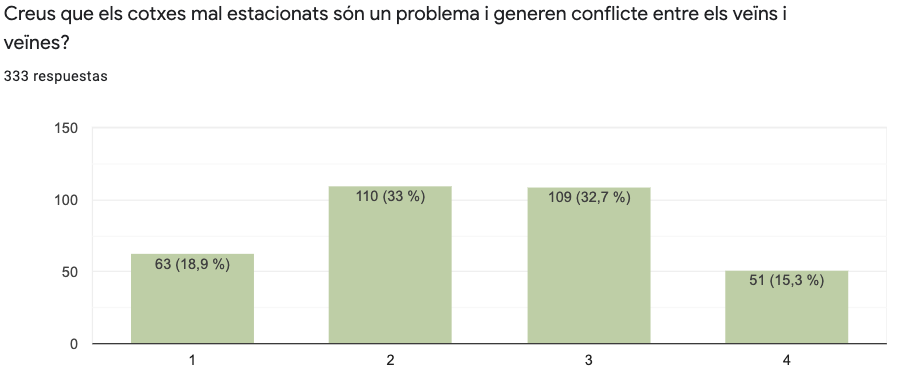 Creus que els cotxes mal estacionats són un problema i generen conflicte entre els veïns i
veïnes?
333 respuestas
150
100
50
0
63 (18,9 %)
110 (33 %)
109 (32,7 %)
51 (15,3 %)
1
2
3
4